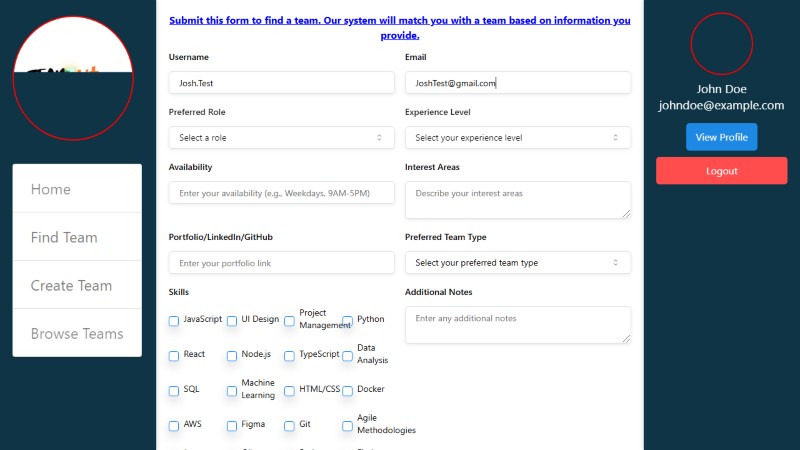 Home
Find Team
Create Team
Browse Teams
Submit this form to find a team. Our system will match you with a team based on information you
provide.
Username
Email
Josh.Test
JoshTest@gmail.com
Preferred Role
Experience Level
Select a role
Select your experience level
Availability
Interest Areas
Enter your availability (e.g., Weekdays, 9AM-5PM)
Describe your interest areas
Portfolio/LinkedIn/GitHub
Preferred Team Type
Enter your portfolio link
Select your preferred team type
Skills
Additional Notes
Enter any additional notes
JavaScript
UI Design
Project
Management
Python
React
Node.js
TypeScript
Data
Analysis
SQL
Machine
Learning
HTML/CSS
Docker
AWS
Figma
Git
Agile
Methodologies
John Doe
johndoe@example.com
View Profile
Logout